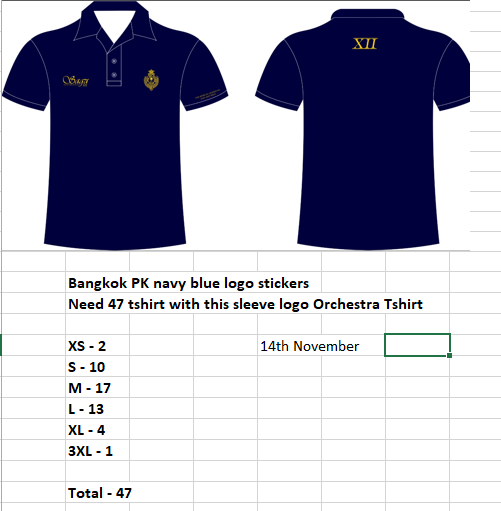 Sagy
XII
Bangkok PK navy blue logo stickers
Need 47 tshirt with this sleeve logo Orchestra Tshirt
XS - 2
14th November
S - 10
M - 17
L - 13
XL - 4
3XL - 1
Total - 47